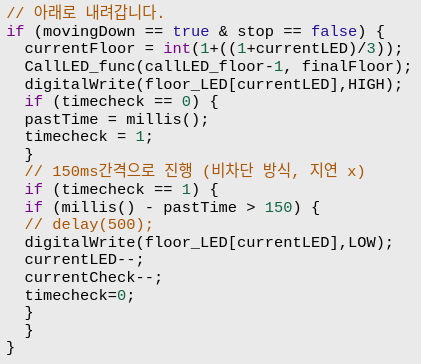 // 아래로 내려갑니다.
if (movingDown == true & stop == false) {
  currentFloor = int(1+((1+currentLED)/3));
  CallLED_func(callLED_floor-1, finalFloor);
  digitalWrite(floor_LED[currentLED],HIGH);
  if (timecheck == 0) {
  pastTime = millis();
  timecheck = 1;
  }
  // 150ms간격으로 진행 (비차단 방식, 지연 x)
  if (timecheck == 1) {
  if (millis() - pastTime > 150) {
  // delay(500);
  digitalWrite(floor_LED[currentLED],LOW);
  currentLED--;
  currentCheck--;
  timecheck=0;
  }
  }
}